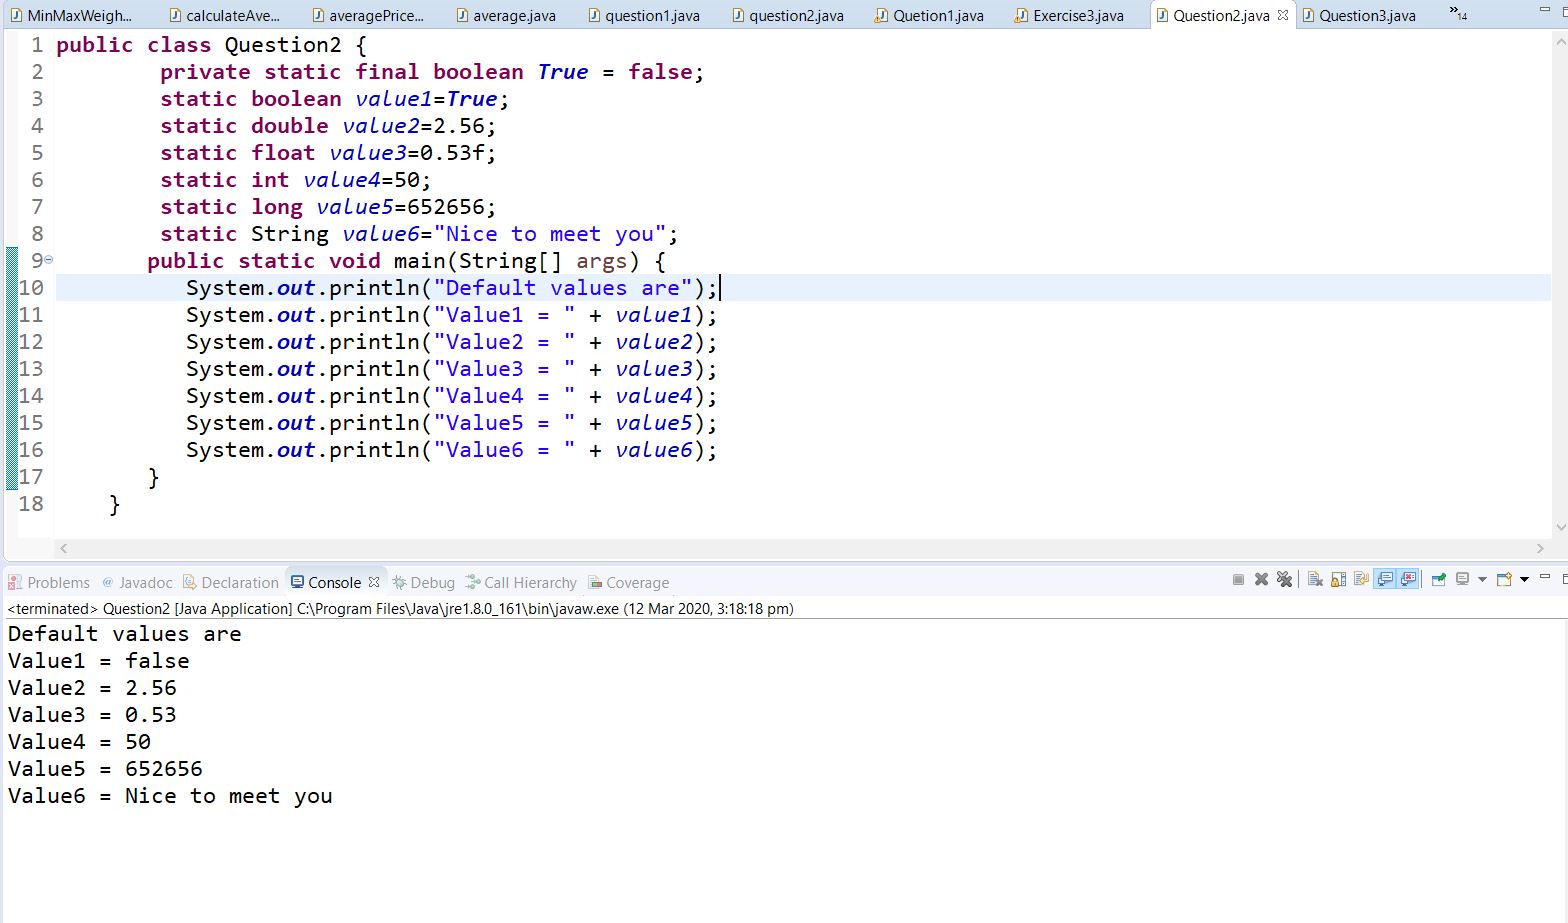 MinMaxWeigh... calculateAve... averagePrice... average.java question1.java question2.java Quetion1.java Exercise3.java Question2.java Question3.java »14
1 public class Question2 {
2 private static final boolean True = false;
3 static boolean value1=True;
4 static double value2=2.56;
5 static float value3=0.53f;
6 static int value4=50;
7 static long value5=652656;
8 static String value6="Nice to meet you";
9 public static void main(String[] args) {
10 System.out.println("Default values are");
11 System.out.println("Value1 = " + value1);
12 System.out.println("Value2 = " + value2);
13 System.out.println("Value3 = " + value3);
14 System.out.println("Value4 = " + value4);
15 System.out.println("Value5 = " + value5);
16 System.out.println("Value6 = " + value6);
17 }
18 }
Problems @ Javadoc Declaration Console Debug Call Hierarchy Coverage
<terminated> Question2 [Java Application] C:\Program Files\Java\jre1.8.0_161\bin\javaw.exe (12 Mar 2020, 3:18:18 pm)
Default values are
Value1 = false
Value2 = 2.56
Value3 = 0.53
Value4 = 50
Value5 = 652656
Value6 = Nice to meet you